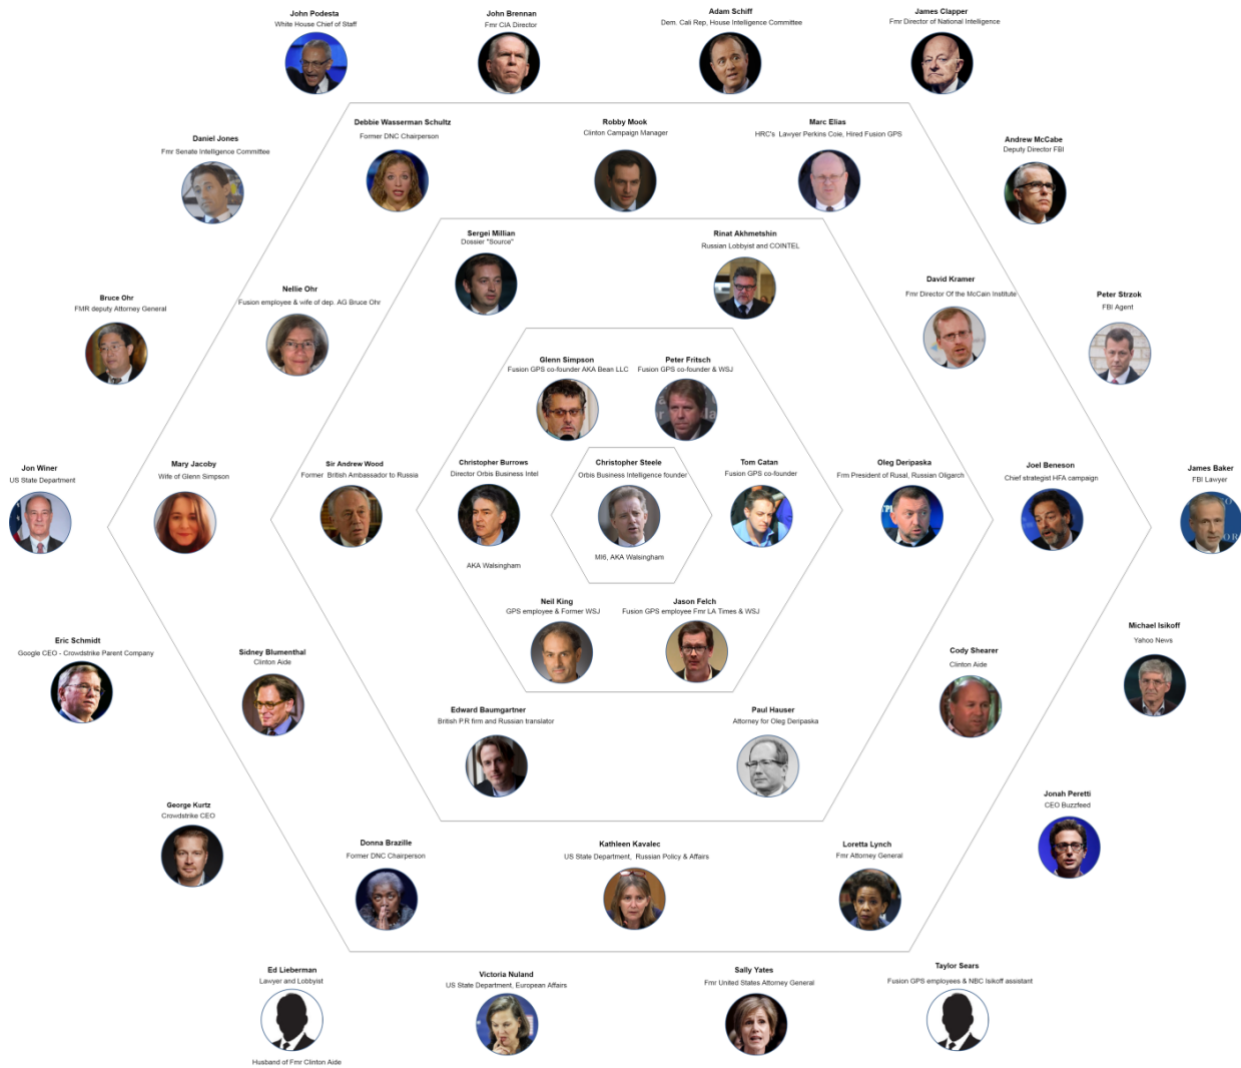 John Podesta
White House Chief of Staff
John Brennan
Fmr CIA Director
Adam Schiff
Dem. Cali Rep, House Intelligence Committee
James Clapper
Fmr Director of National Intelligence
Daniel Jones
Fmr Senate Intelligence Committee
Debbie Wasserman Schultz
Former DNC Chairperson
Robby Mook
Clinton Campaign Manager
Marc Elias
HRC's Lawyer Perkins Coie, Hired Fusion GPS
Andrew McCabe
Deputy Director FBI
Sergei Millian
Dossier "Source"
Rinat Akhmetshin
Russian Lobbyist and COINTEL
Bruce Ohr
FMR deputy Attorney General
Nellie Ohr
Fusion employee & wife of dep. AG Bruce Ohr
David Kramer
Fmr Director Of the McCain Institute
Peter Strzok
FBI Agent
Glenn Simpson
Fusion GPS co-founder AKA Bean LLC
Peter Fritsch
Fusion GPS co-founder & WSJ
Jon Winer
US State Department
Mary Jacoby
Wife of Glenn Simpson
Sir Andrew Wood
Former British Ambassador to Russia
Christopher Burrows
Director Orbis Business Intel
AKA Walsingham
Christopher Steele
Orbis Business Intelligence founder
MI6, AKA Walsingham
Tom Catan
Fusion GPS co-founder
Oleg Deripaska
Frm President of Rusal, Russian Oligarch
Joel Beneson
Chief strategist HFA campaign
James Baker
FBI Lawyer
Neil King
GPS employee & Former WSJ
Jason Felch
Fusion GPS employee Fmr LA Times & WSJ
Eric Schmidt
Google CEO - Crowdstrike Parent Company
Sidney Blumenthal
Clinton Aide
Cody Shearer
Clinton Aide
Michael Isikoff
Yahoo News
Edward Baumgartner
British PR firm and Russian translator
Paul Hauser
Attorney for Oleg Deripaska
George Kurtz
Crowdstrike CEO
Jonah Peretti
CEO Buzzfeed
Donna Brazille
Former DNC Chairperson
Kathleen Kavalec
US State Department, Russian Policy & Affairs
Loretta Lynch
Fmr Attorney General
Ed Lieberman
Lawyer and Lobbyist
Husband of Fmr Clinton Aide
Victoria Nuland
US State Department, European Affairs
Sally Yates
Fmr United States Attorney General
Taylor Sears
Fusion GPS employees & NBC Isikoff assistant